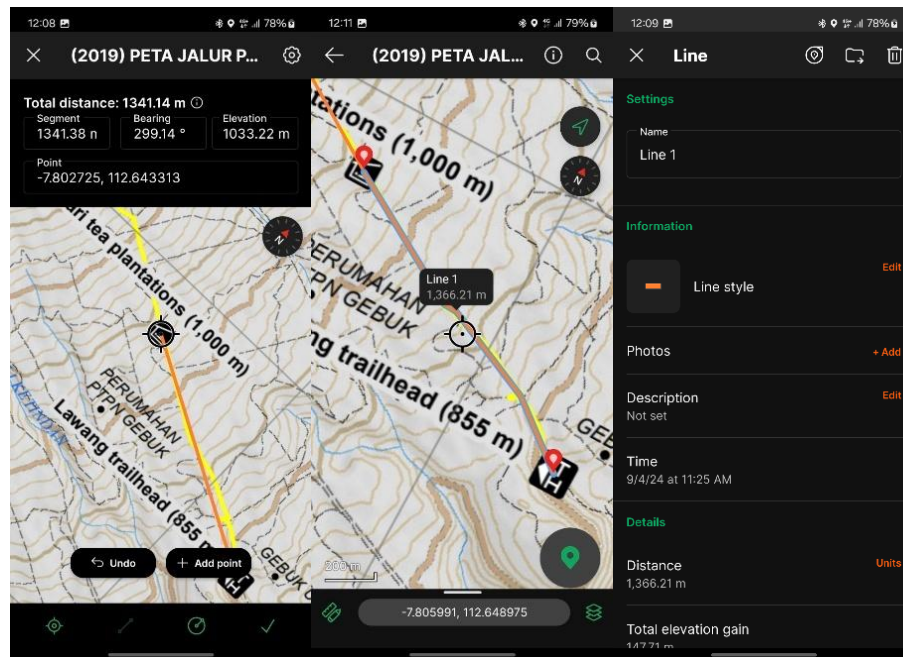 12:08
78%
(2019) PETA JALUR P...
Total distance: 1341.14 m
Segment
1341.38 n
Bearing
299.14 °
Elevation
1033.22 m
Point
-7.802725, 112.643313
ari tea plantations (1,000 m)
PERUMAHAN
PTPN GEBUK
Lawang trailhead (855
GEBUK
N
Undo
+ Add point
12:11
79%
(2019) PETA JAL...
tations (1,000 m)
N
PERUMAHAN
PTPN GEBUK
Line 1
1,366.21 m
ng trailhead (855 m)
GEB
200 m
-7.805991, 112.648975
12:09
78%
Line
Settings
Name
Line 1
Information
Line style
Edit
Photos
+ Add
Description
Edit
Not set
Time
9/4/24 at 11:25 AM
Details
Distance
Units
1,366.21 m
Total elevation gain
147.71 m